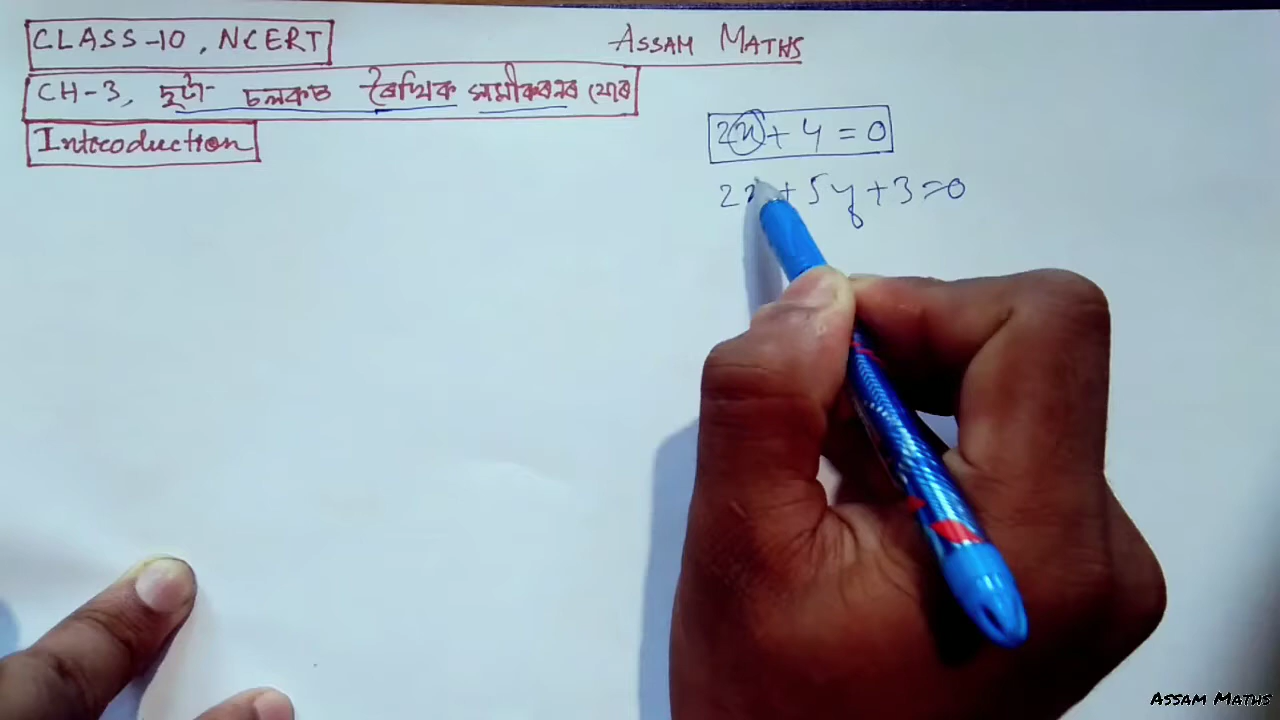 CLASS-10, NCERT
ASSAM MATHS
CH-3, দুটা চলকত ৰৈখিক সমীকৰণৰ যোৰ
Introduction
2x + 4 = 0
2x + 5y + 3 = 0
ASSAM MATHS